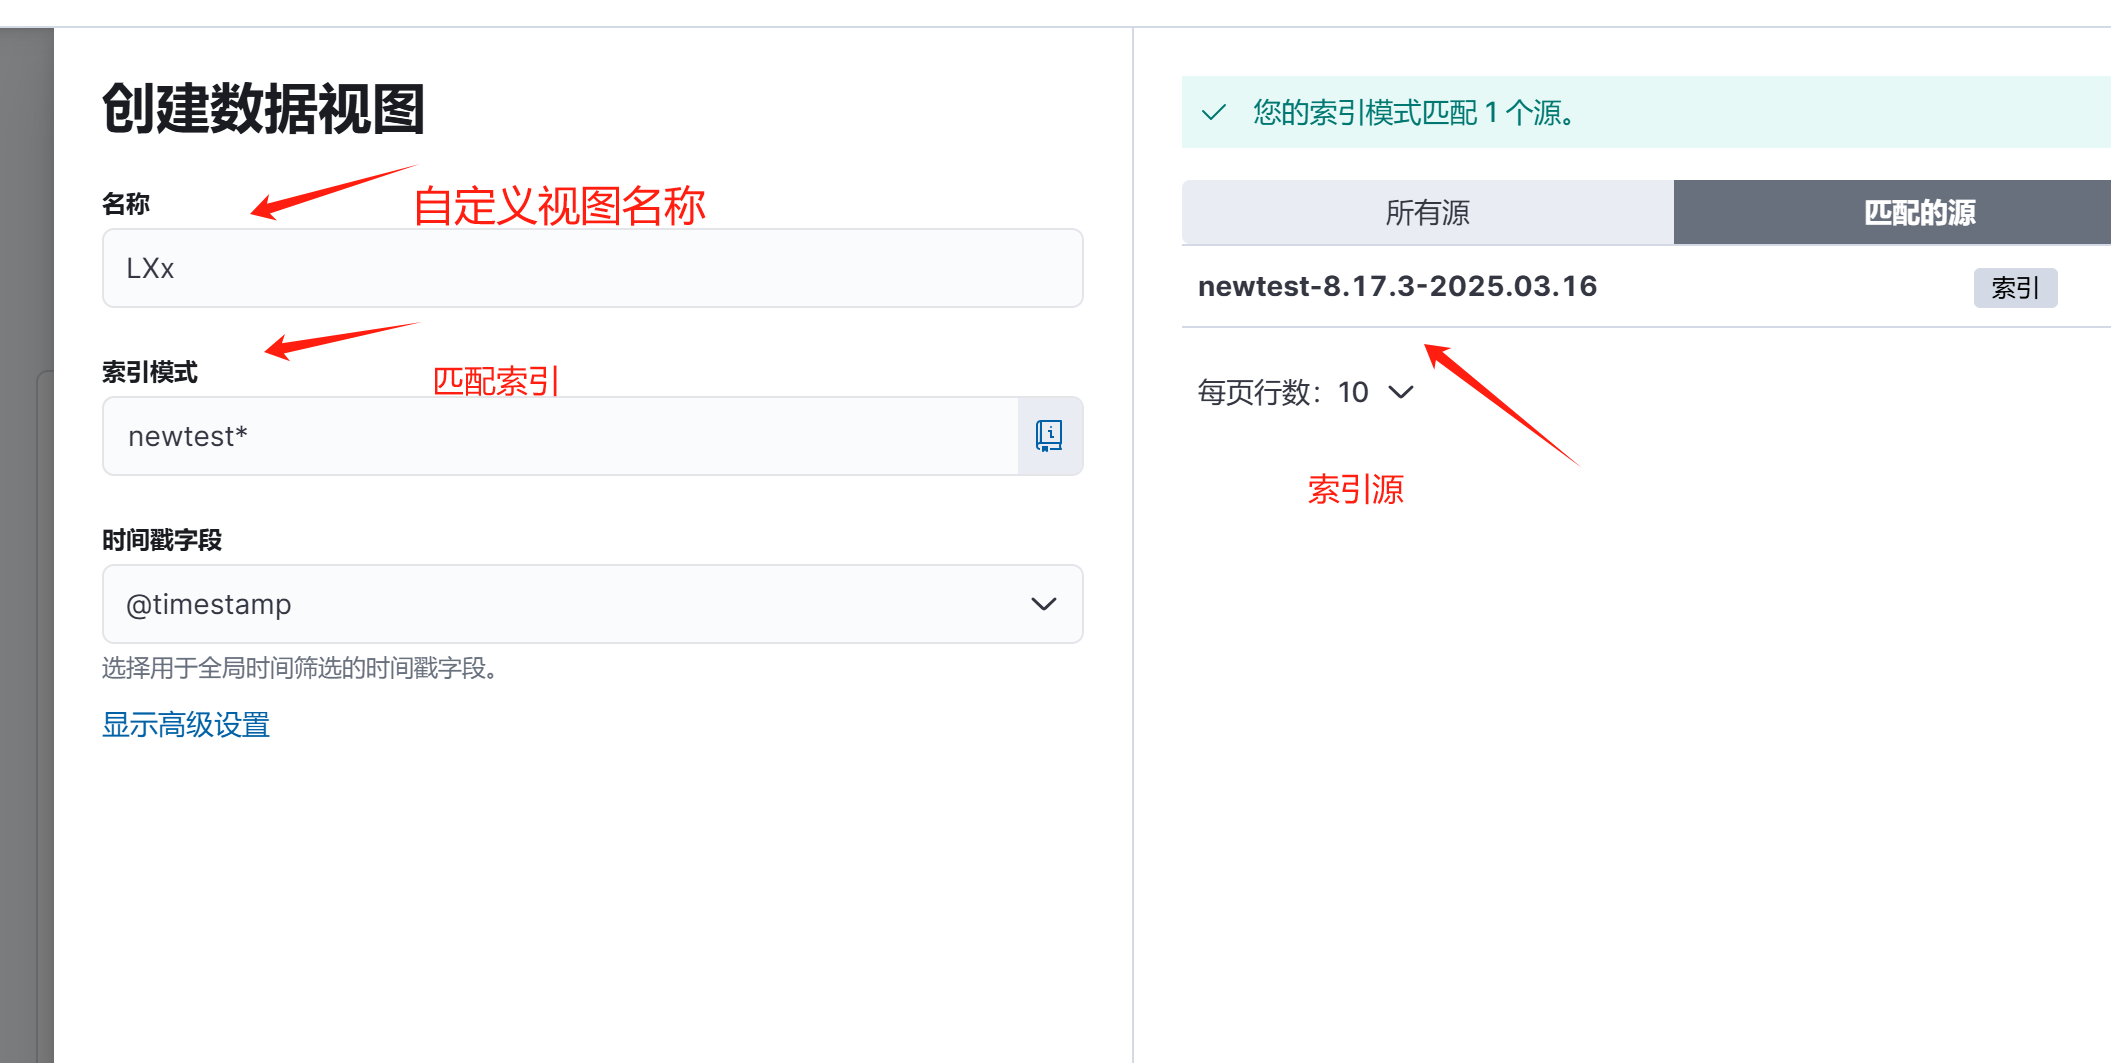 创建数据视图
名称
自定义视图名称
LXx
索引模式
匹配索引
newtest*
时间戳字段
@timestamp
选择用于全局时间筛选的时间戳字段。
显示高级设置
您的索引模式匹配 1 个源。
所有源
匹配的源
newtest-8.17.3-2025.03.16
索引
每页行数：10
索引源